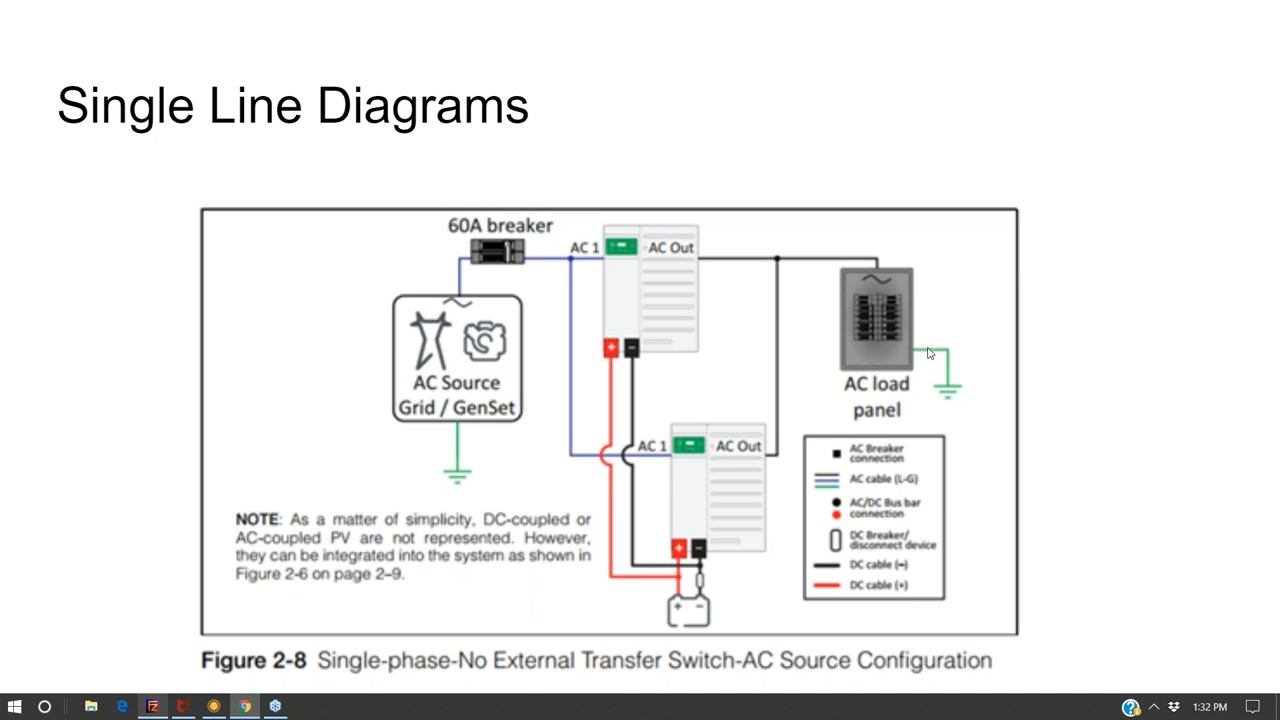 Single Line Diagrams
60A breaker
AC 1
AC Out
AC Source
Grid / GenSet
AC load
panel
AC 1
AC Out
AC Breaker
connection
AC cable (L-G)
AC/DC Bus bar
connection
DC Breaker/
disconnect device
DC cable (−)
DC cable (+)
NOTE: As a matter of simplicity, DC-coupled or
AC-coupled PV are not represented. However,
they can be integrated into the system as shown in
Figure 2-6 on page 2–9.
Figure 2-8 Single-phase-No External Transfer Switch-AC Source Configuration
1:32 PM